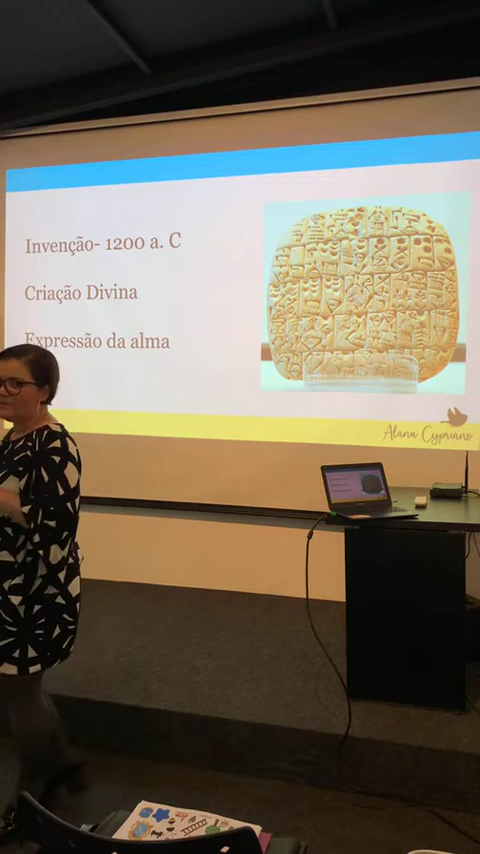 Invenção- 1200 a. C
Criação Divina
Expressão da alma
Alana Cypriano